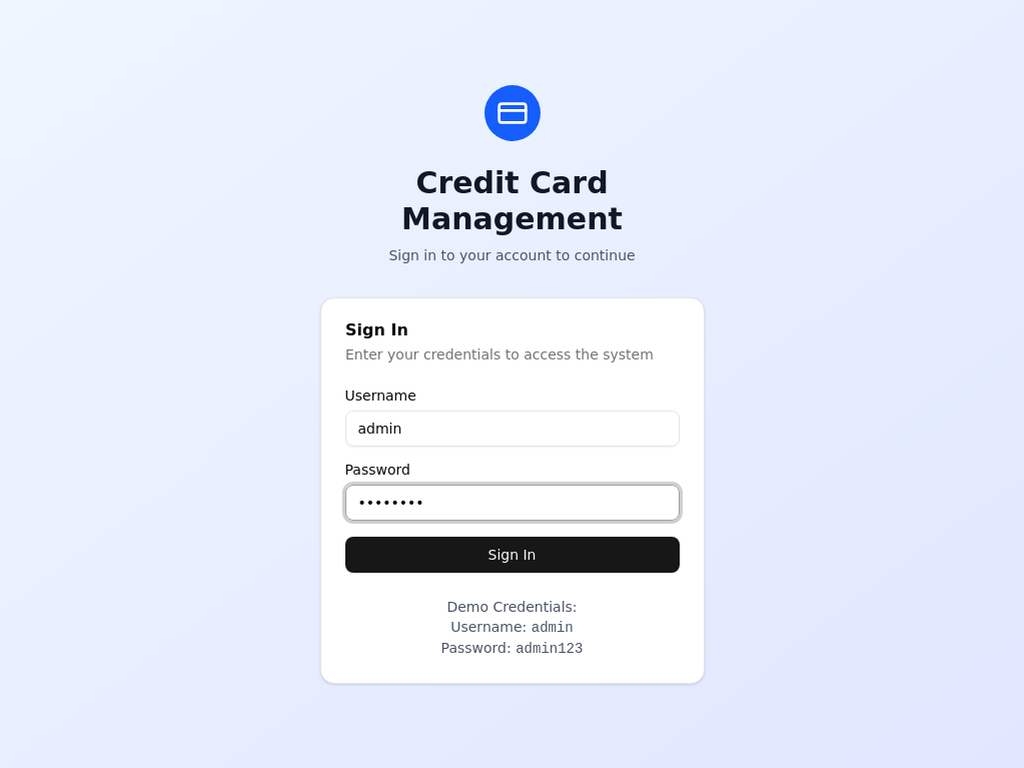 Credit Card
Management
Sign in to your account to continue
Sign In
Enter your credentials to access the system
Username
admin
Password
••••••••
Sign In
Demo Credentials:
Username: admin
Password: admin123